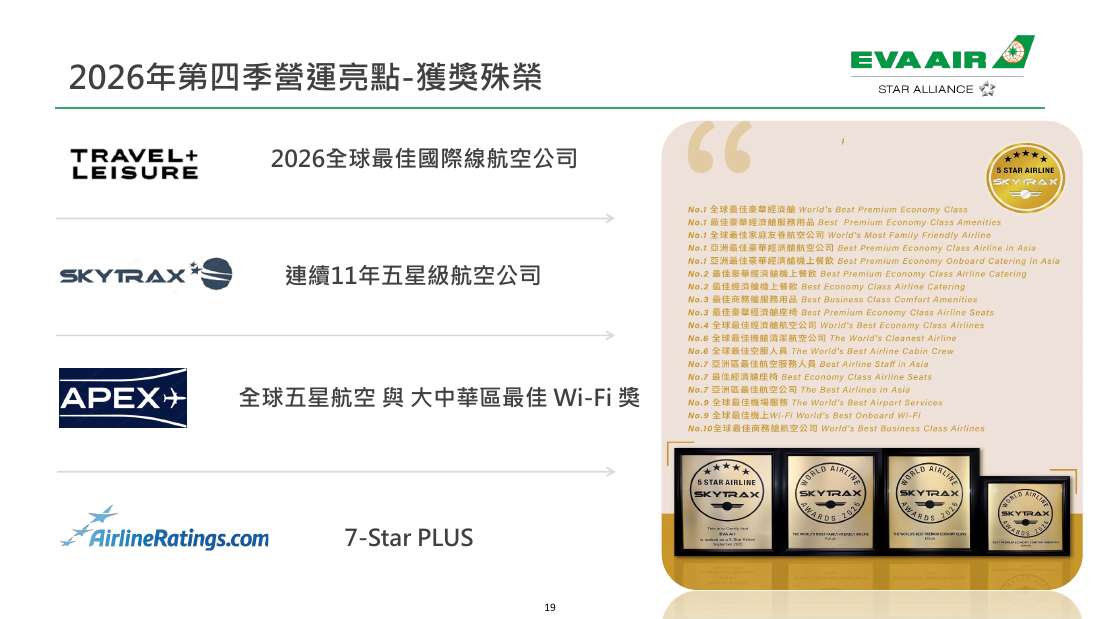 2026年第四季營運亮點-獲獎殊榮
EVA AIR
STAR ALLIANCE
TRAVEL+
LEISURE
2026全球最佳國際線航空公司
SKYTRAX
連續11年五星級航空公司
APEX
全球五星航空 與 大中華區最佳 Wi-Fi 獎
AirlineRatings.com
7-Star PLUS
5 STAR AIRLINE
SKYTRAX
No.1 全球最佳豪華經濟艙 World's Best Premium Economy Class
No.1 最佳豪華經濟艙服務用品 Best Premium Economy Class Amenities
No.1 全球最佳家庭友善航空公司 World's Most Family Friendly Airline
No.1 亞洲最佳豪華經濟艙航空公司 Best Premium Economy Class Airline in Asia
No.1 亞洲最佳豪華經濟艙機上餐飲 Best Premium Economy Onboard Catering in Asia
No.2 最佳豪華經濟艙機上餐飲 Best Premium Economy Class Airline Catering
No.2 最佳經濟艙機上餐飲 Best Economy Class Airline Catering
No.3 最佳商務艙服務用品 Best Business Class Comfort Amenities
No.3 最佳豪華經濟艙座椅 Best Premium Economy Class Airline Seats
No.4 全球最佳經濟艙航空公司 World's Best Economy Class Airlines
No.6 全球最佳機艙清潔航空公司 The World's Cleanest Airline
No.6 全球最佳空服人員 The World's Best Airline Cabin Crew
No.7 亞洲區最佳航空服務人員 Best Airline Staff in Asia
No.7 最佳經濟艙座椅 Best Economy Class Airline Seats
No.7 亞洲區最佳航空公司 The Best Airlines in Asia
No.9 全球最佳機場服務 The World's Best Airport Services
No.9 全球最佳機上Wi-Fi World's Best Onboard Wi-Fi
No.10全球最佳商務艙航空公司 World's Best Business Class Airlines
5 STAR AIRLINE
SKYTRAX
EVA Air
WORLD AIRLINE
SKYTRAX
AWARDS 2026
THE WORLD'S MOST FAMILY FRIENDLY AIRLINE
WORLD AIRLINE
SKYTRAX
AWARDS 2026
WORLD AIRLINE
SKYTRAX
AWARDS 2026
19